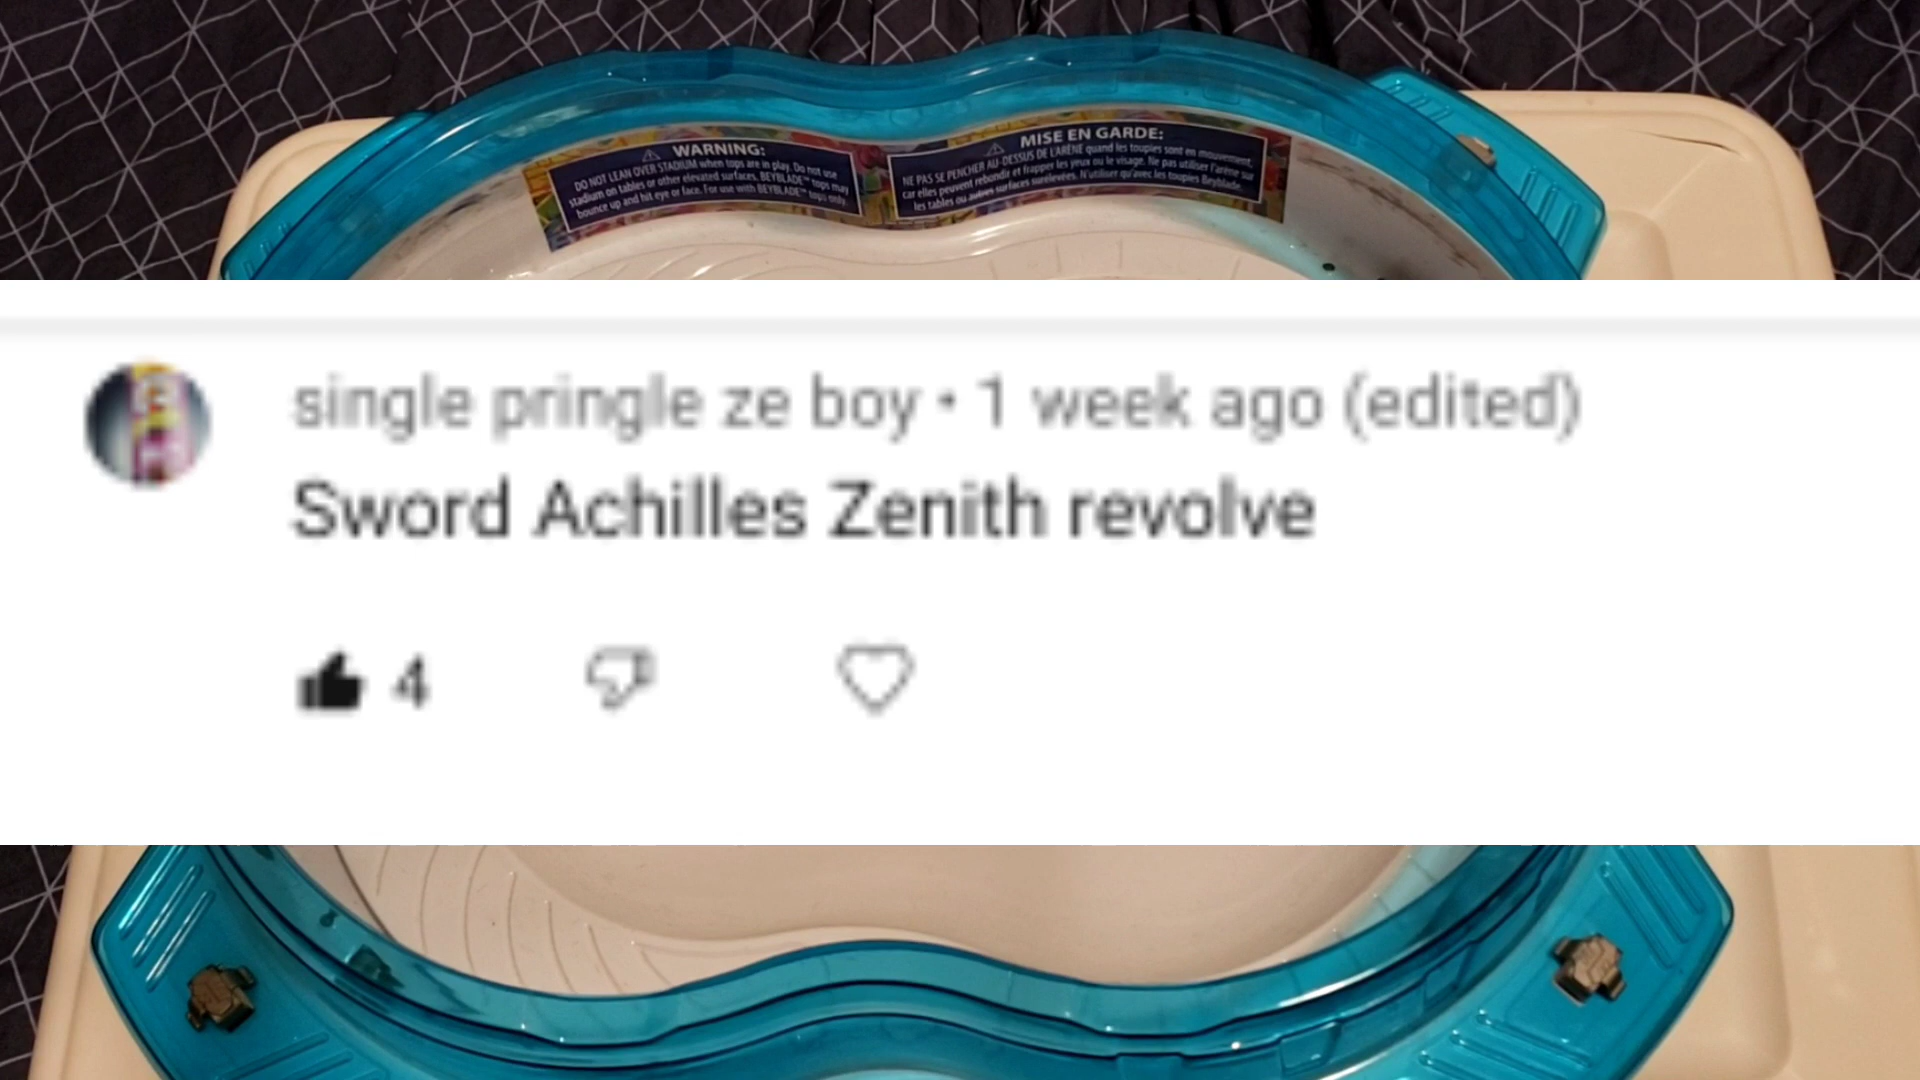 WARNING:
DO NOT LEAN OVER STADIUM when tops are in play. Do not use
stadium on tables or other elevated surfaces. BEYBLADE™ tops may
bounce up and hit eye or face. For use with BEYBLADE™ tops only.
MISE EN GARDE:
NE PAS SE PENCHER AU-DESSUS DE L'ARÈNE quand les toupies sont en mouvement,
car elles peuvent rebondir et frapper les yeux ou le visage. Ne pas utiliser l'arène sur
les tables ou autres surfaces surélevées. N'utiliser qu'avec les toupies Beyblade.
single pringle ze boy • 1 week ago (edited)
Sword Achilles Zenith revolve
4